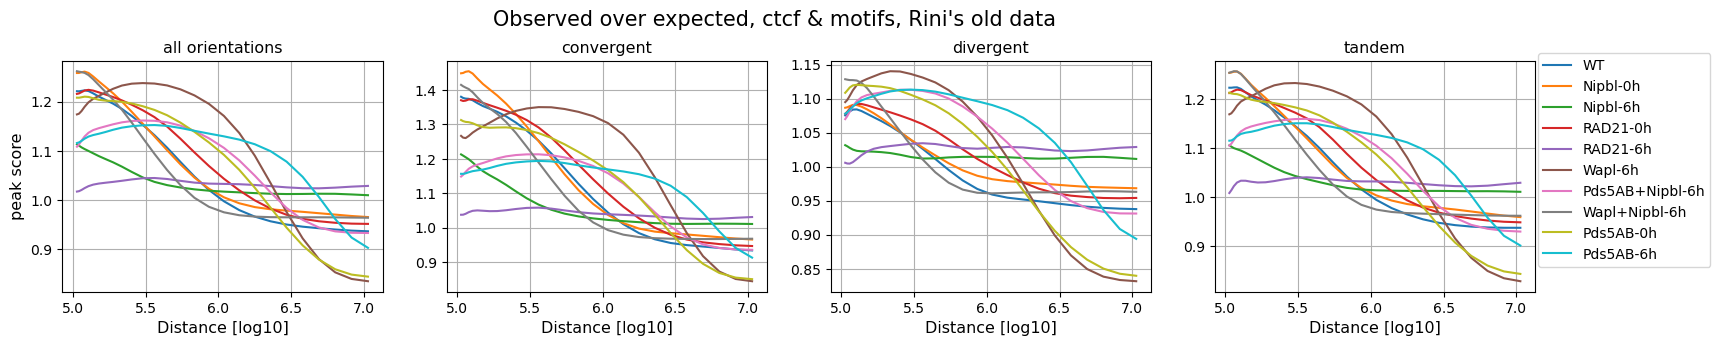 Observed over expected, ctcf & motifs, Rini's old data
all orientations
convergent
divergent
tandem
peak score
1.2
1.1
1.0
0.9
5.0 5.5 6.0 6.5 7.0
Distance [log10]
1.4
1.3
1.2
1.1
1.0
0.9
5.0 5.5 6.0 6.5 7.0
Distance [log10]
1.15
1.10
1.05
1.00
0.95
0.90
0.85
5.0 5.5 6.0 6.5 7.0
Distance [log10]
1.2
1.1
1.0
0.9
5.0 5.5 6.0 6.5 7.0
Distance [log10]
WT
Nipbl-0h
Nipbl-6h
RAD21-0h
RAD21-6h
Wapl-6h
Pds5AB+Nipbl-6h
Wapl+Nipbl-6h
Pds5AB-0h
Pds5AB-6h